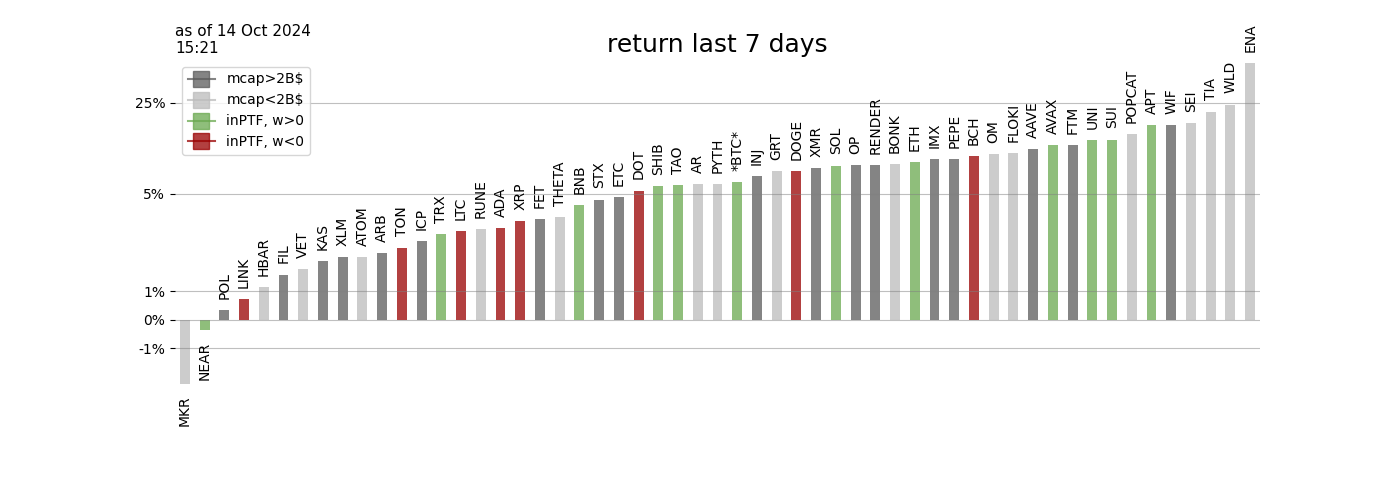 as of 14 Oct 2024
15:21
return last 7 days
mcap>2B$
mcap<2B$
inPTF, w>0
inPTF, w<0
25%
5%
1%
0%
-1%
MKR
NEAR
POL
LINK
HBAR
FIL
VET
KAS
XLM
ATOM
ARB
TON
ICP
TRX
LTC
RUNE
ADA
XRP
FET
THETA
BNB
STX
ETC
DOT
SHIB
TAO
AR
PYTH
*BTC*
INJ
GRT
DOGE
XMR
SOL
OP
RENDER
BONK
ETH
IMX
PEPE
BCH
OM
FLOKI
AAVE
AVAX
FTM
UNI
SUI
POPCAT
APT
WIF
SEI
TIA
WLD
ENA